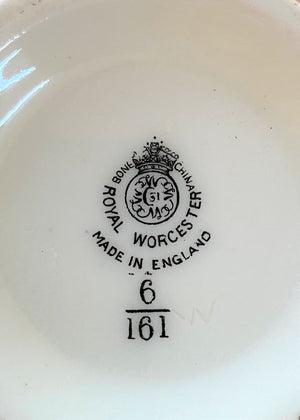 BONE CHINA
51
ROYAL WORCESTER
MADE IN ENGLAND
6
161